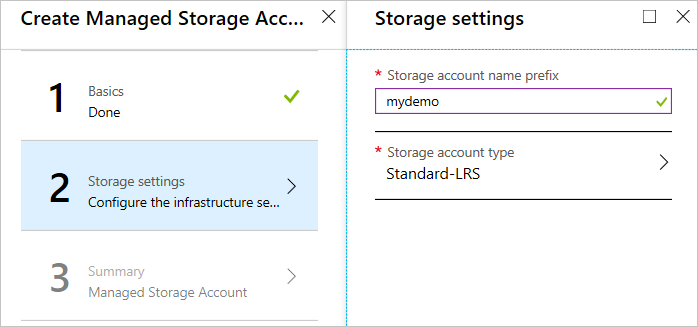 Create Managed Storage Acc...
1
Basics
Done
2
Storage settings
Configure the infrastructure se...
3
Summary
Managed Storage Account
Storage settings
* Storage account name prefix
mydemo
* Storage account type
Standard-LRS